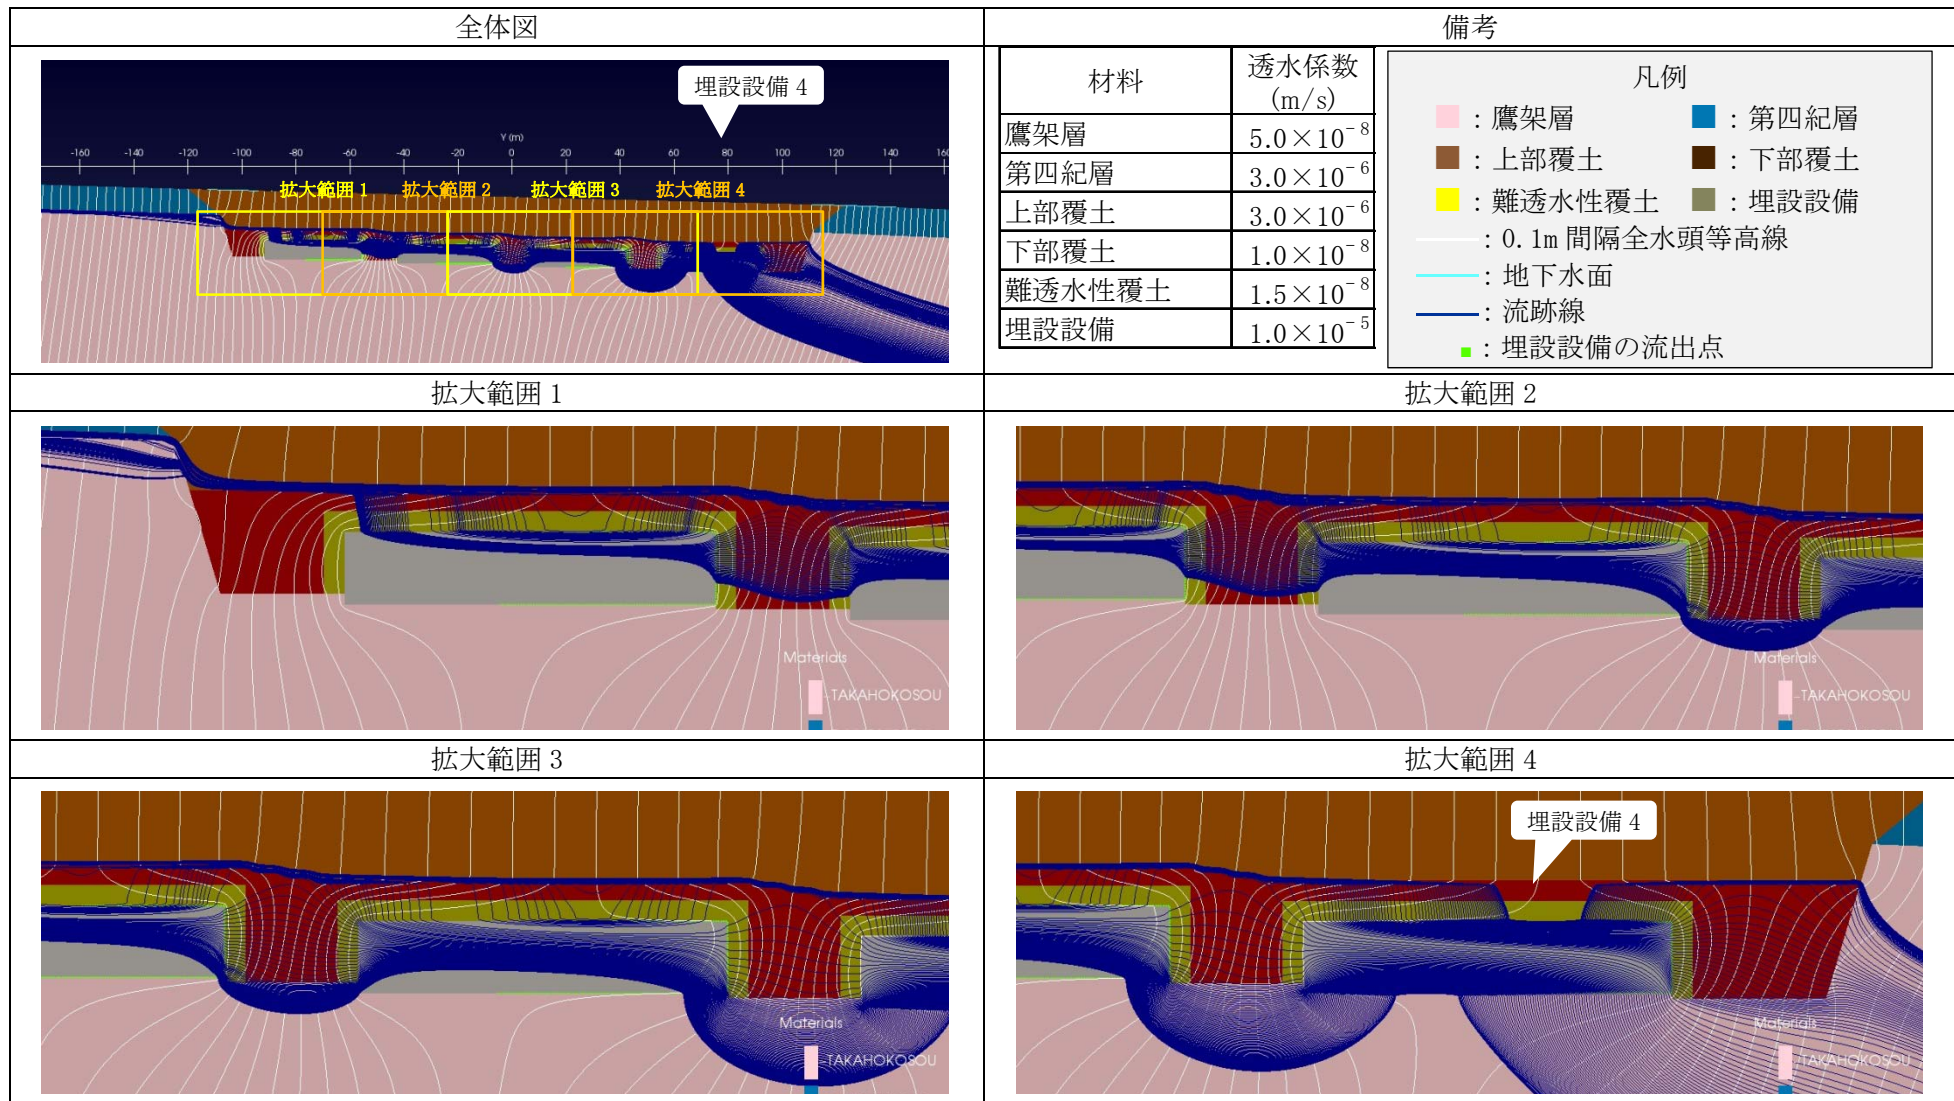 全体図
備考
埋設設備 4
Y (m)
-160 -140 -120 -100 -80 -60 -40 -20 0 20 40 60 80 100 120 140
拡大範囲 1 拡大範囲 2 拡大範囲 3 拡大範囲 4
材料 透水係数 (m/s)
鷹架層 5.0×10⁻⁸
第四紀層 3.0×10⁻⁶
上部覆土 3.0×10⁻⁶
下部覆土 1.0×10⁻⁸
難透水性覆土 1.5×10⁻⁸
埋設設備 1.0×10⁻⁵
凡例
：鷹架層 ：第四紀層
：上部覆土 ：下部覆土
：難透水性覆土 ：埋設設備
：0.1m 間隔全水頭等高線
：地下水面
：流跡線
：埋設設備の流出点
拡大範囲 1
拡大範囲 2
Materials
-TAKAHOKOSOU
Materials
-TAKAHOKOSOU
拡大範囲 3
拡大範囲 4
埋設設備 4
Materials
-TAKAHOKOSOU
Materials
-TAKAHOKOSOU